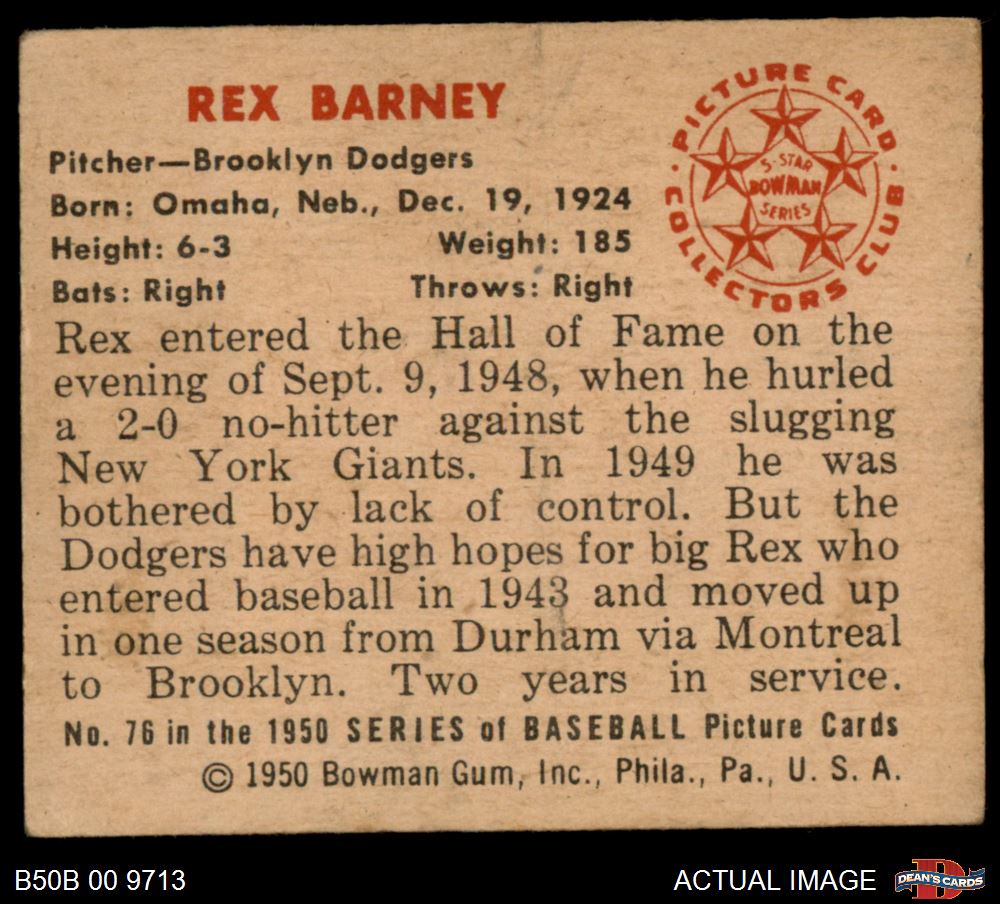 REX BARNEY
Pitcher—Brooklyn Dodgers
Born: Omaha, Neb., Dec. 19, 1924
Height: 6-3 Weight: 185
Bats: Right Throws: Right
· PICTURE CARD ·
COLLECTORS CLUB
5-STAR
BOWMAN
SERIES
Rex entered the Hall of Fame on the
evening of Sept. 9, 1948, when he hurled
a 2-0 no-hitter against the slugging
New York Giants. In 1949 he was
bothered by lack of control. But the
Dodgers have high hopes for big Rex who
entered baseball in 1943 and moved up
in one season from Durham via Montreal
to Brooklyn. Two years in service.
No. 76 in the 1950 SERIES of BASEBALL Picture Cards
© 1950 Bowman Gum, Inc., Phila., Pa., U. S. A.
B50B 00 9713
ACTUAL IMAGE
D
DEAN'S CARDS